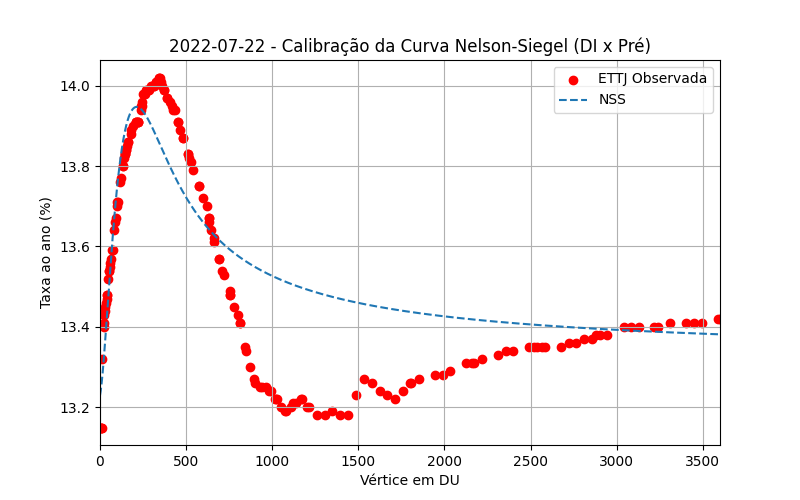 2022-07-22 - Calibração da Curva Nelson-Siegel (DI x Pré)
ETTJ Observada
NSS
Taxa ao ano (%)
14.0
13.8
13.6
13.4
13.2
0 500 1000 1500 2000 2500 3000 3500
Vértice em DU